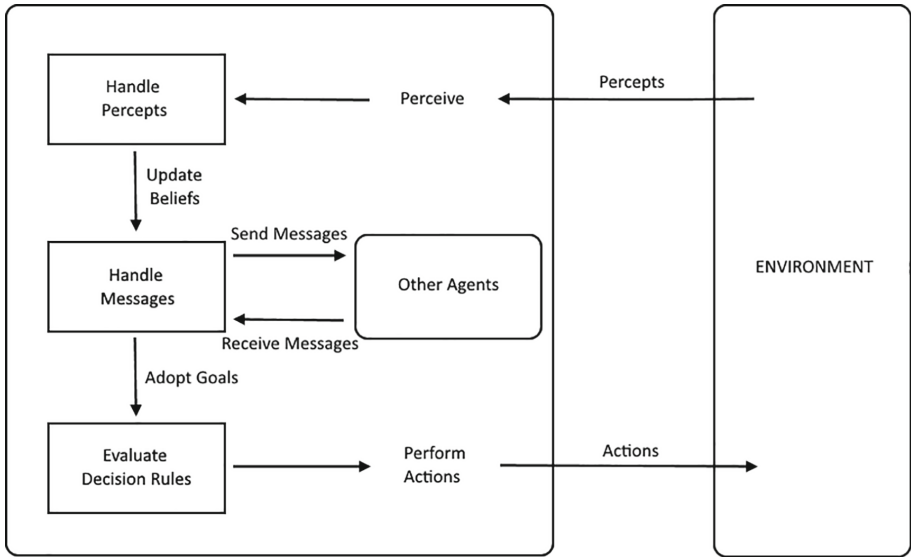 Handle
Percepts
Perceive
Percepts
Update
Beliefs
Send Messages
Handle
Messages
Other Agents
ENVIRONMENT
Receive Messages
Adopt Goals
Evaluate
Decision Rules
Perform
Actions
Actions